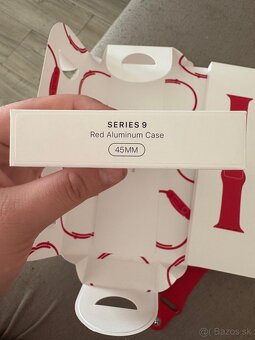 SERIES 9
Red Aluminum Case
45MM
© Bazos.sk